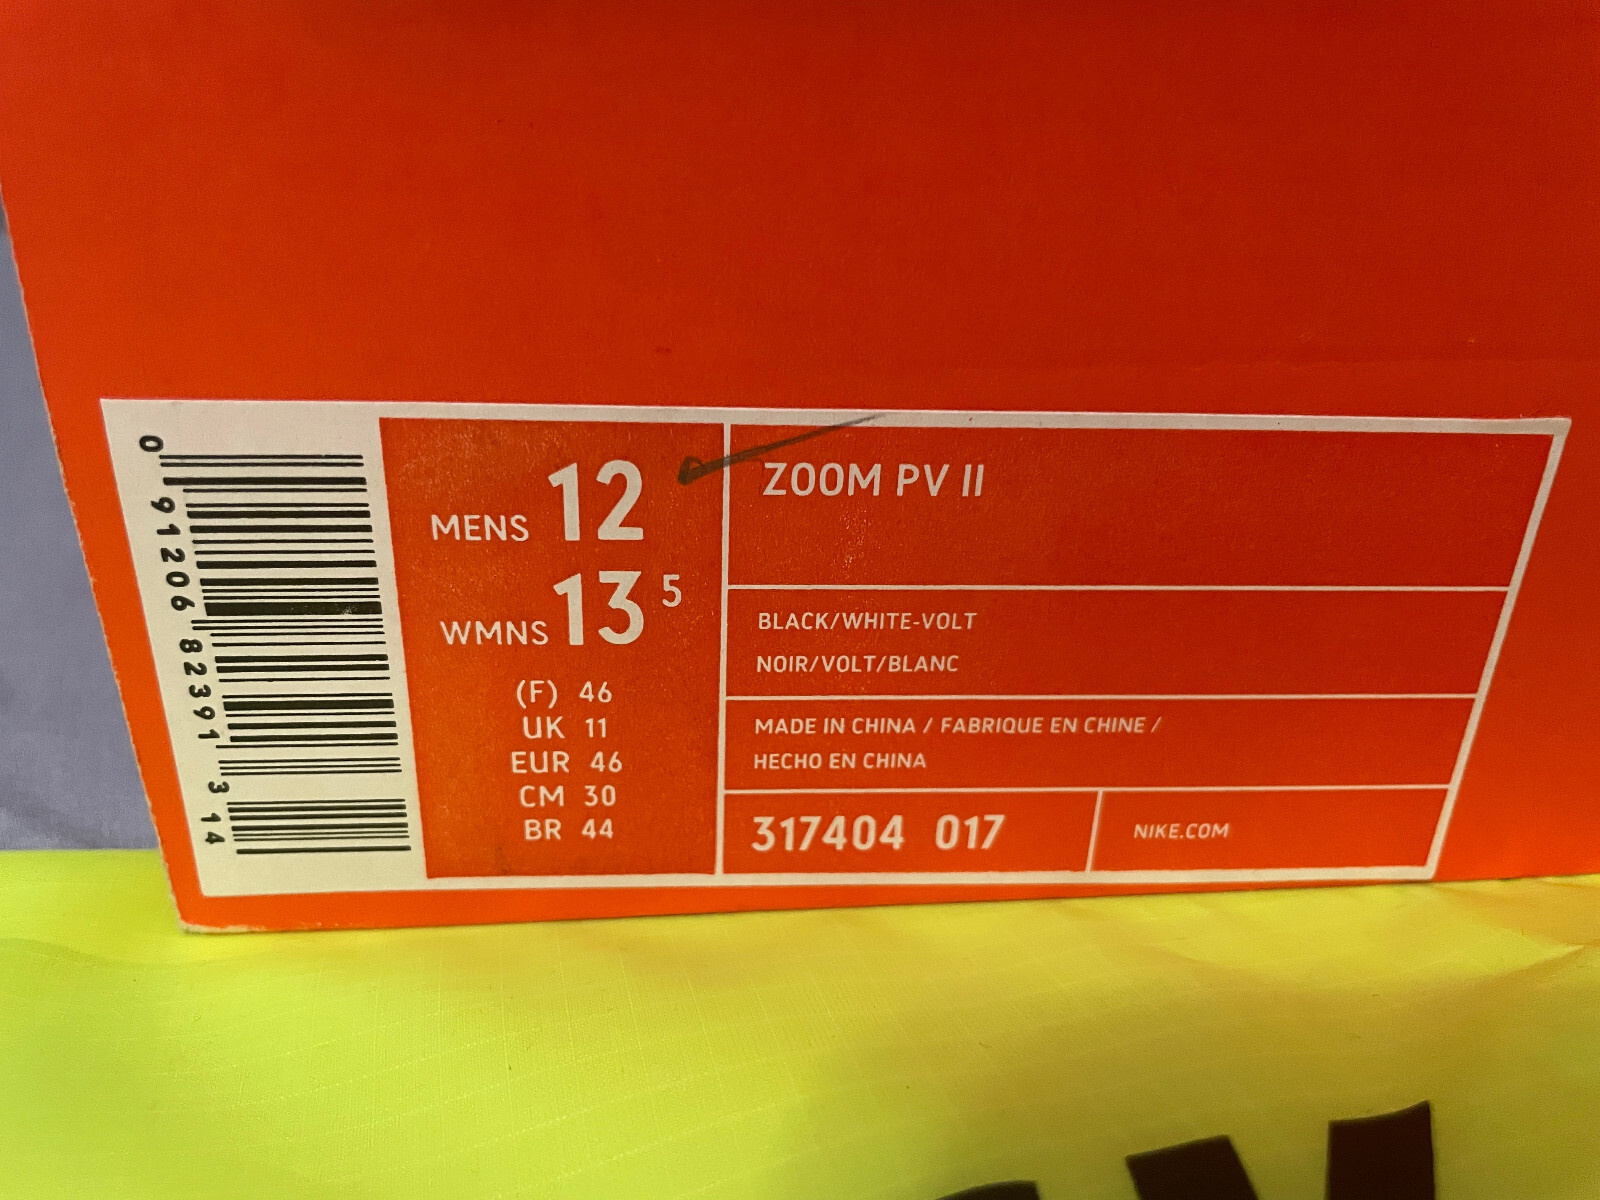 0 91206 82391 3 14
MENS 12
WMNS 13 5
(F) 46
UK 11
EUR 46
CM 30
BR 44
ZOOM PV II
BLACK/WHITE-VOLT
NOIR/VOLT/BLANC
MADE IN CHINA / FABRIQUE EN CHINE /
HECHO EN CHINA
317404 017
NIKE.COM